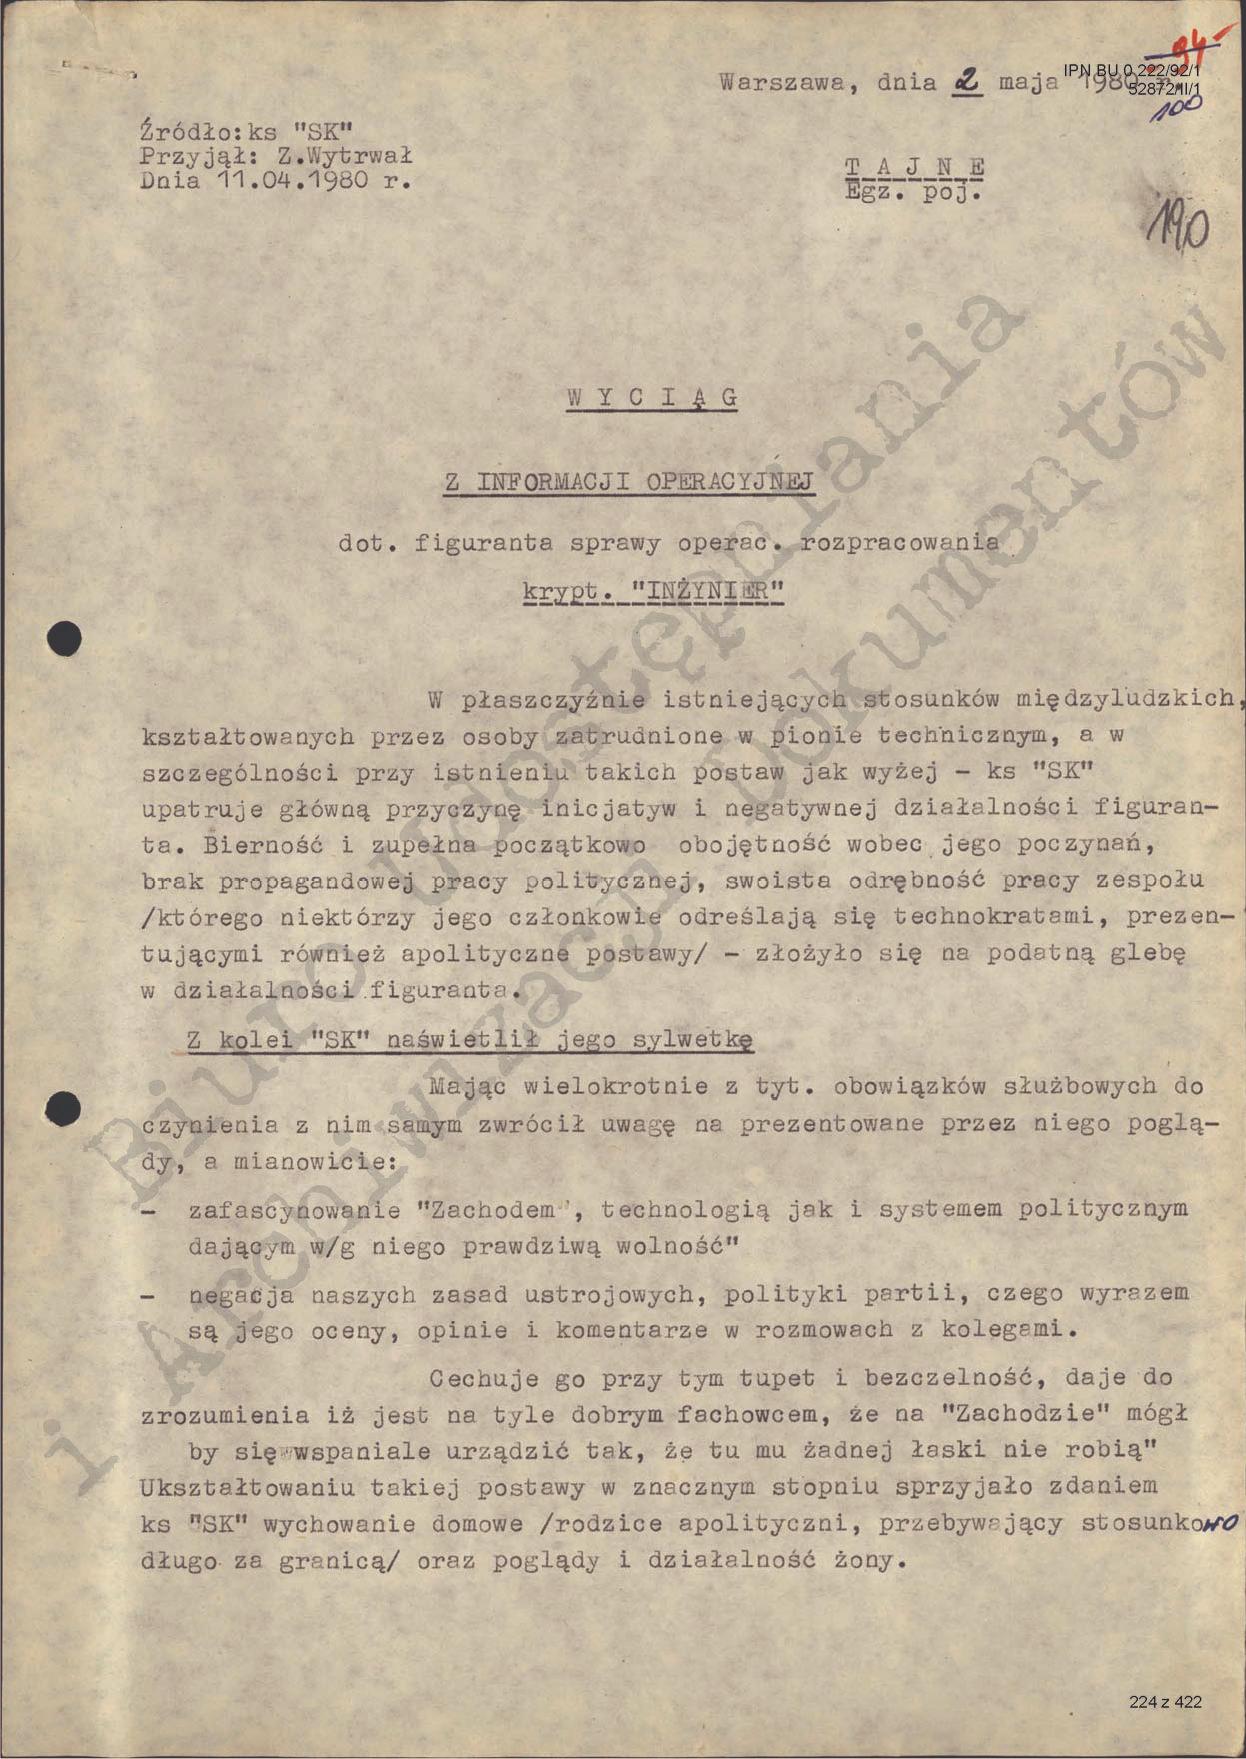 94
IPN BU 0 222/92/1
52872/II/1
Warszawa, dnia 2 maja 1980 r.
100
Źródło:ks "SK"
Przyjął: Z.Wytrwał
Dnia 11.04.1980 r.
T A J N E
Egz. poj.
190
W Y C I Ą G
Z INFORMACJI OPERACYJNEJ
dot. figuranta sprawy operac. rozpracowania
krypt. "INŻYNIER"
W płaszczyźnie istniejących stosunków międzyludzkich,
kształtowanych przez osoby zatrudnione w pionie technicznym, a w
szczególności przy istnieniu takich postaw jak wyżej – ks "SK"
upatruje główną przyczynę inicjatyw i negatywnej działalności figuran-
ta. Bierność i zupełna początkowo obojętność wobec jego poczynań,
brak propagandowej pracy politycznej, swoista odrębność pracy zespołu
/którego niektórzy jego członkowie określają się technokratami, prezen-
tującymi również apolityczne postawy/ – złożyło się na podatną glebę
w działalności figuranta.
Z kolei "SK" naświetlił jego sylwetkę
Mając wielokrotnie z tyt. obowiązków służbowych do
czynienia z nim samym zwrócił uwagę na prezentowane przez niego poglą-
dy, a mianowicie:
– zafascynowanie "Zachodem", technologią jak i systemem politycznym
dającym w/g niego prawdziwą wolność"
– negacja naszych zasad ustrojowych, polityki partii, czego wyrazem
są jego oceny, opinie i komentarze w rozmowach z kolegami.
Cechuje go przy tym tupet i bezczelność, daje do
zrozumienia iż jest na tyle dobrym fachowcem, że na "Zachodzie" mógł
by się wspaniale urządzić tak, że tu mu żadnej łaski nie robią"
Ukształtowaniu takiej postawy w znacznym stopniu sprzyjało zdaniem
ks "SK" wychowanie domowe /rodzice apolityczni, przebywający stosunkowo
długo za granicą/ oraz poglądy i działalność żony.
Biuro Udostępniania
i Archiwizacji Dokumentów
224 z 422